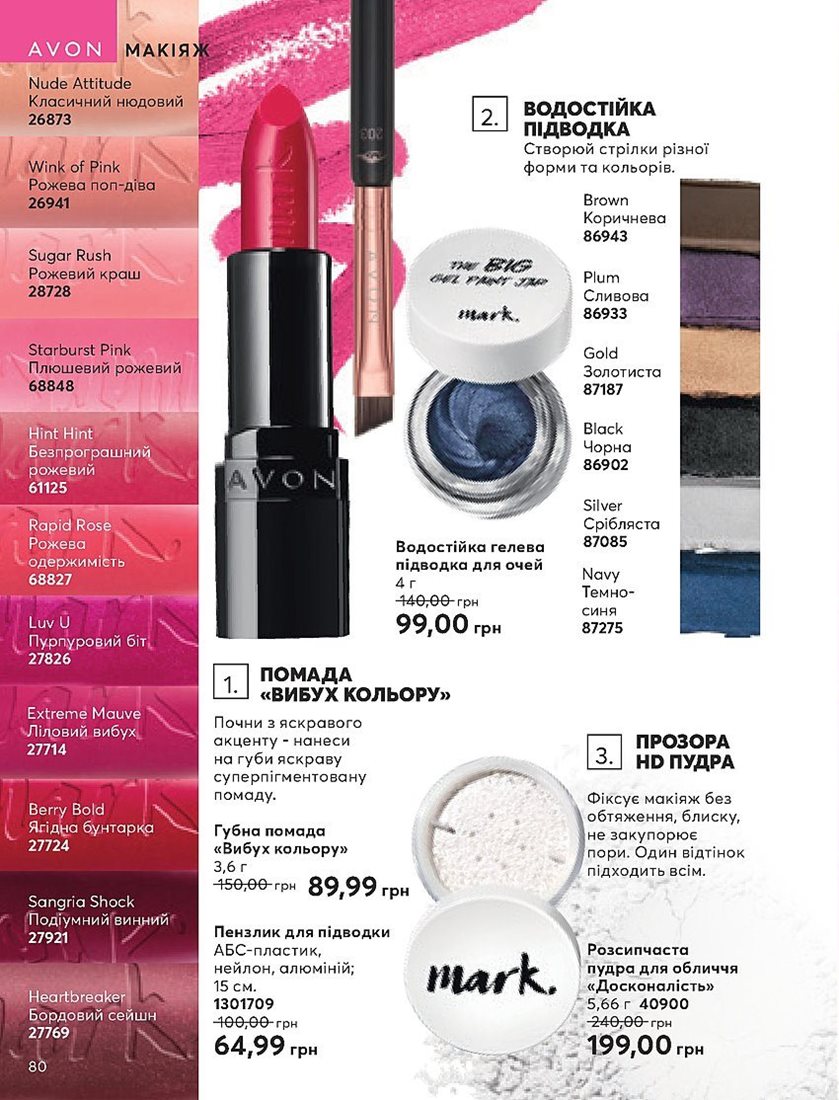 AVON МАКІЯЖ
Nude Attitude
Класичний нюдовий
26873
Wink of Pink
Рожева поп-діва
26941
Sugar Rush
Рожевий краш
28728
Starburst Pink
Плюшевий рожевий
68848
Hint Hint
Безпрограшний
рожевий
61125
Rapid Rose
Рожева
одержимість
68827
Luv U
Пурпуровий біт
27826
Extreme Mauve
Ліловий вибух
27714
Berry Bold
Ягідна бунтарка
27724
Sangria Shock
Подіумний винний
27921
Heartbreaker
Бордовий сейшн
27769
80
203
AVON
AVON
2. ВОДОСТІЙКА
ПІДВОДКА
Створюй стрілки різної
форми та кольорів.
THE BIG
GEL PAINT JAR
mark.
Brown
Коричнева
86943
Plum
Сливова
86933
Gold
Золотиста
87187
Black
Чорна
86902
Silver
Срібляста
87085
Navy
Темно-
синя
87275
Водостійка гелева
підводка для очей
4 г
140,00 грн
99,00 грн
1. ПОМАДА
«ВИБУХ КОЛЬОРУ»
Почни з яскравого
акценту - нанеси
на губи яскраву
суперпігментовану
помаду.
Губна помада
«Вибух кольору»
3,6 г
150,00 грн 89,99 грн
Пензлик для підводки
АБС-пластик,
нейлон, алюміній;
15 см.
1301709
100,00 грн
64,99 грн
3. ПРОЗОРА
HD ПУДРА
Фіксує макіяж без
обтяження, блиску,
не закупорює
пори. Один відтінок
підходить всім.
mark.
Розсипчаста
пудра для обличчя
«Досконалість»
5,66 г 40900
240,00 грн
199,00 грн